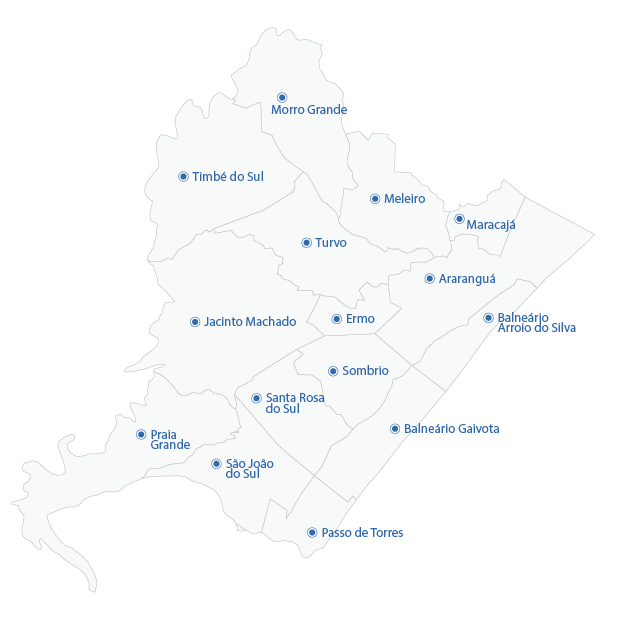 Morro Grande
Timbé do Sul
Meleiro
Maracajá
Turvo
Araranguá
Jacinto Machado
Ermo
Balneário
Arroio do Silva
Sombrio
Santa Rosa
do Sul
Balneário Gaivota
Praia
Grande
São João
do Sul
Passo de Torres